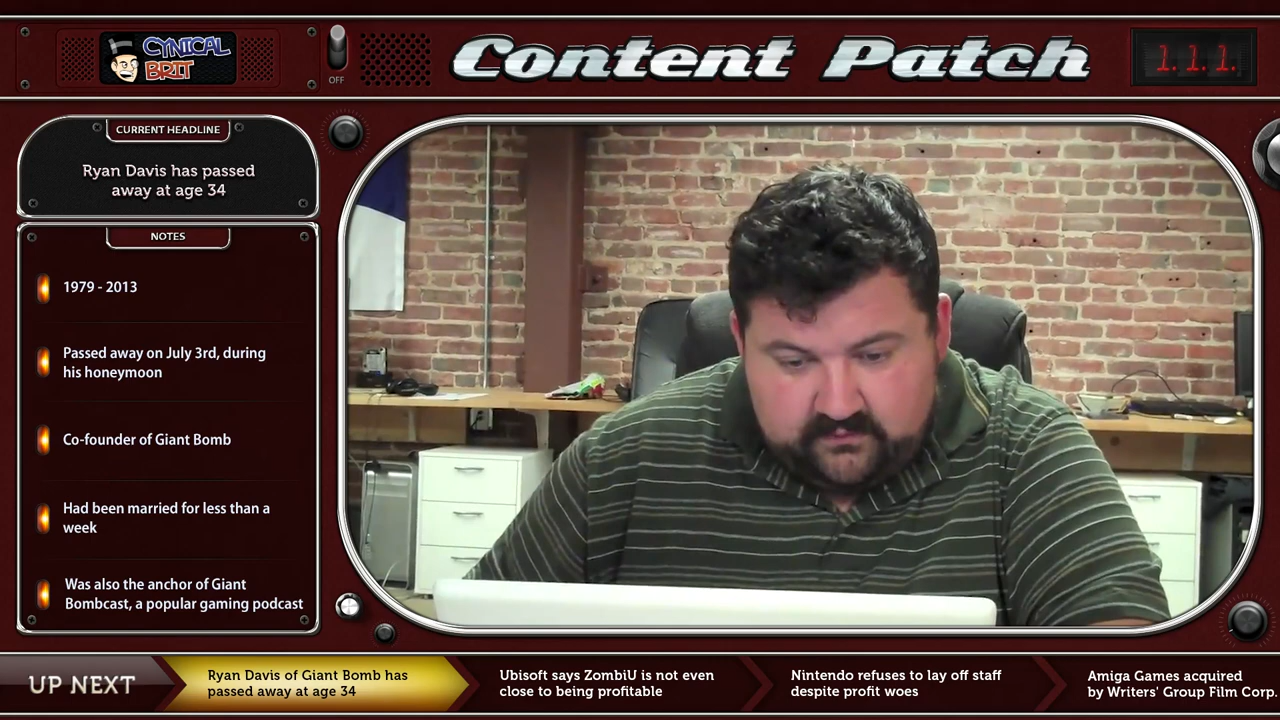 CYNICAL
BRIT
OFF
Content Patch
1.1.1.
CURRENT HEADLINE
Ryan Davis has passed
away at age 34
NOTES
1979 - 2013
Passed away on July 3rd, during
his honeymoon
Co-founder of Giant Bomb
Had been married for less than a
week
Was also the anchor of Giant
Bombcast, a popular gaming podcast
UP NEXT
Ryan Davis of Giant Bomb has
passed away at age 34
Ubisoft says ZombiU is not even
close to being profitable
Nintendo refuses to lay off staff
despite profit woes
Amiga Games acquired
by Writers' Group Film Corp.